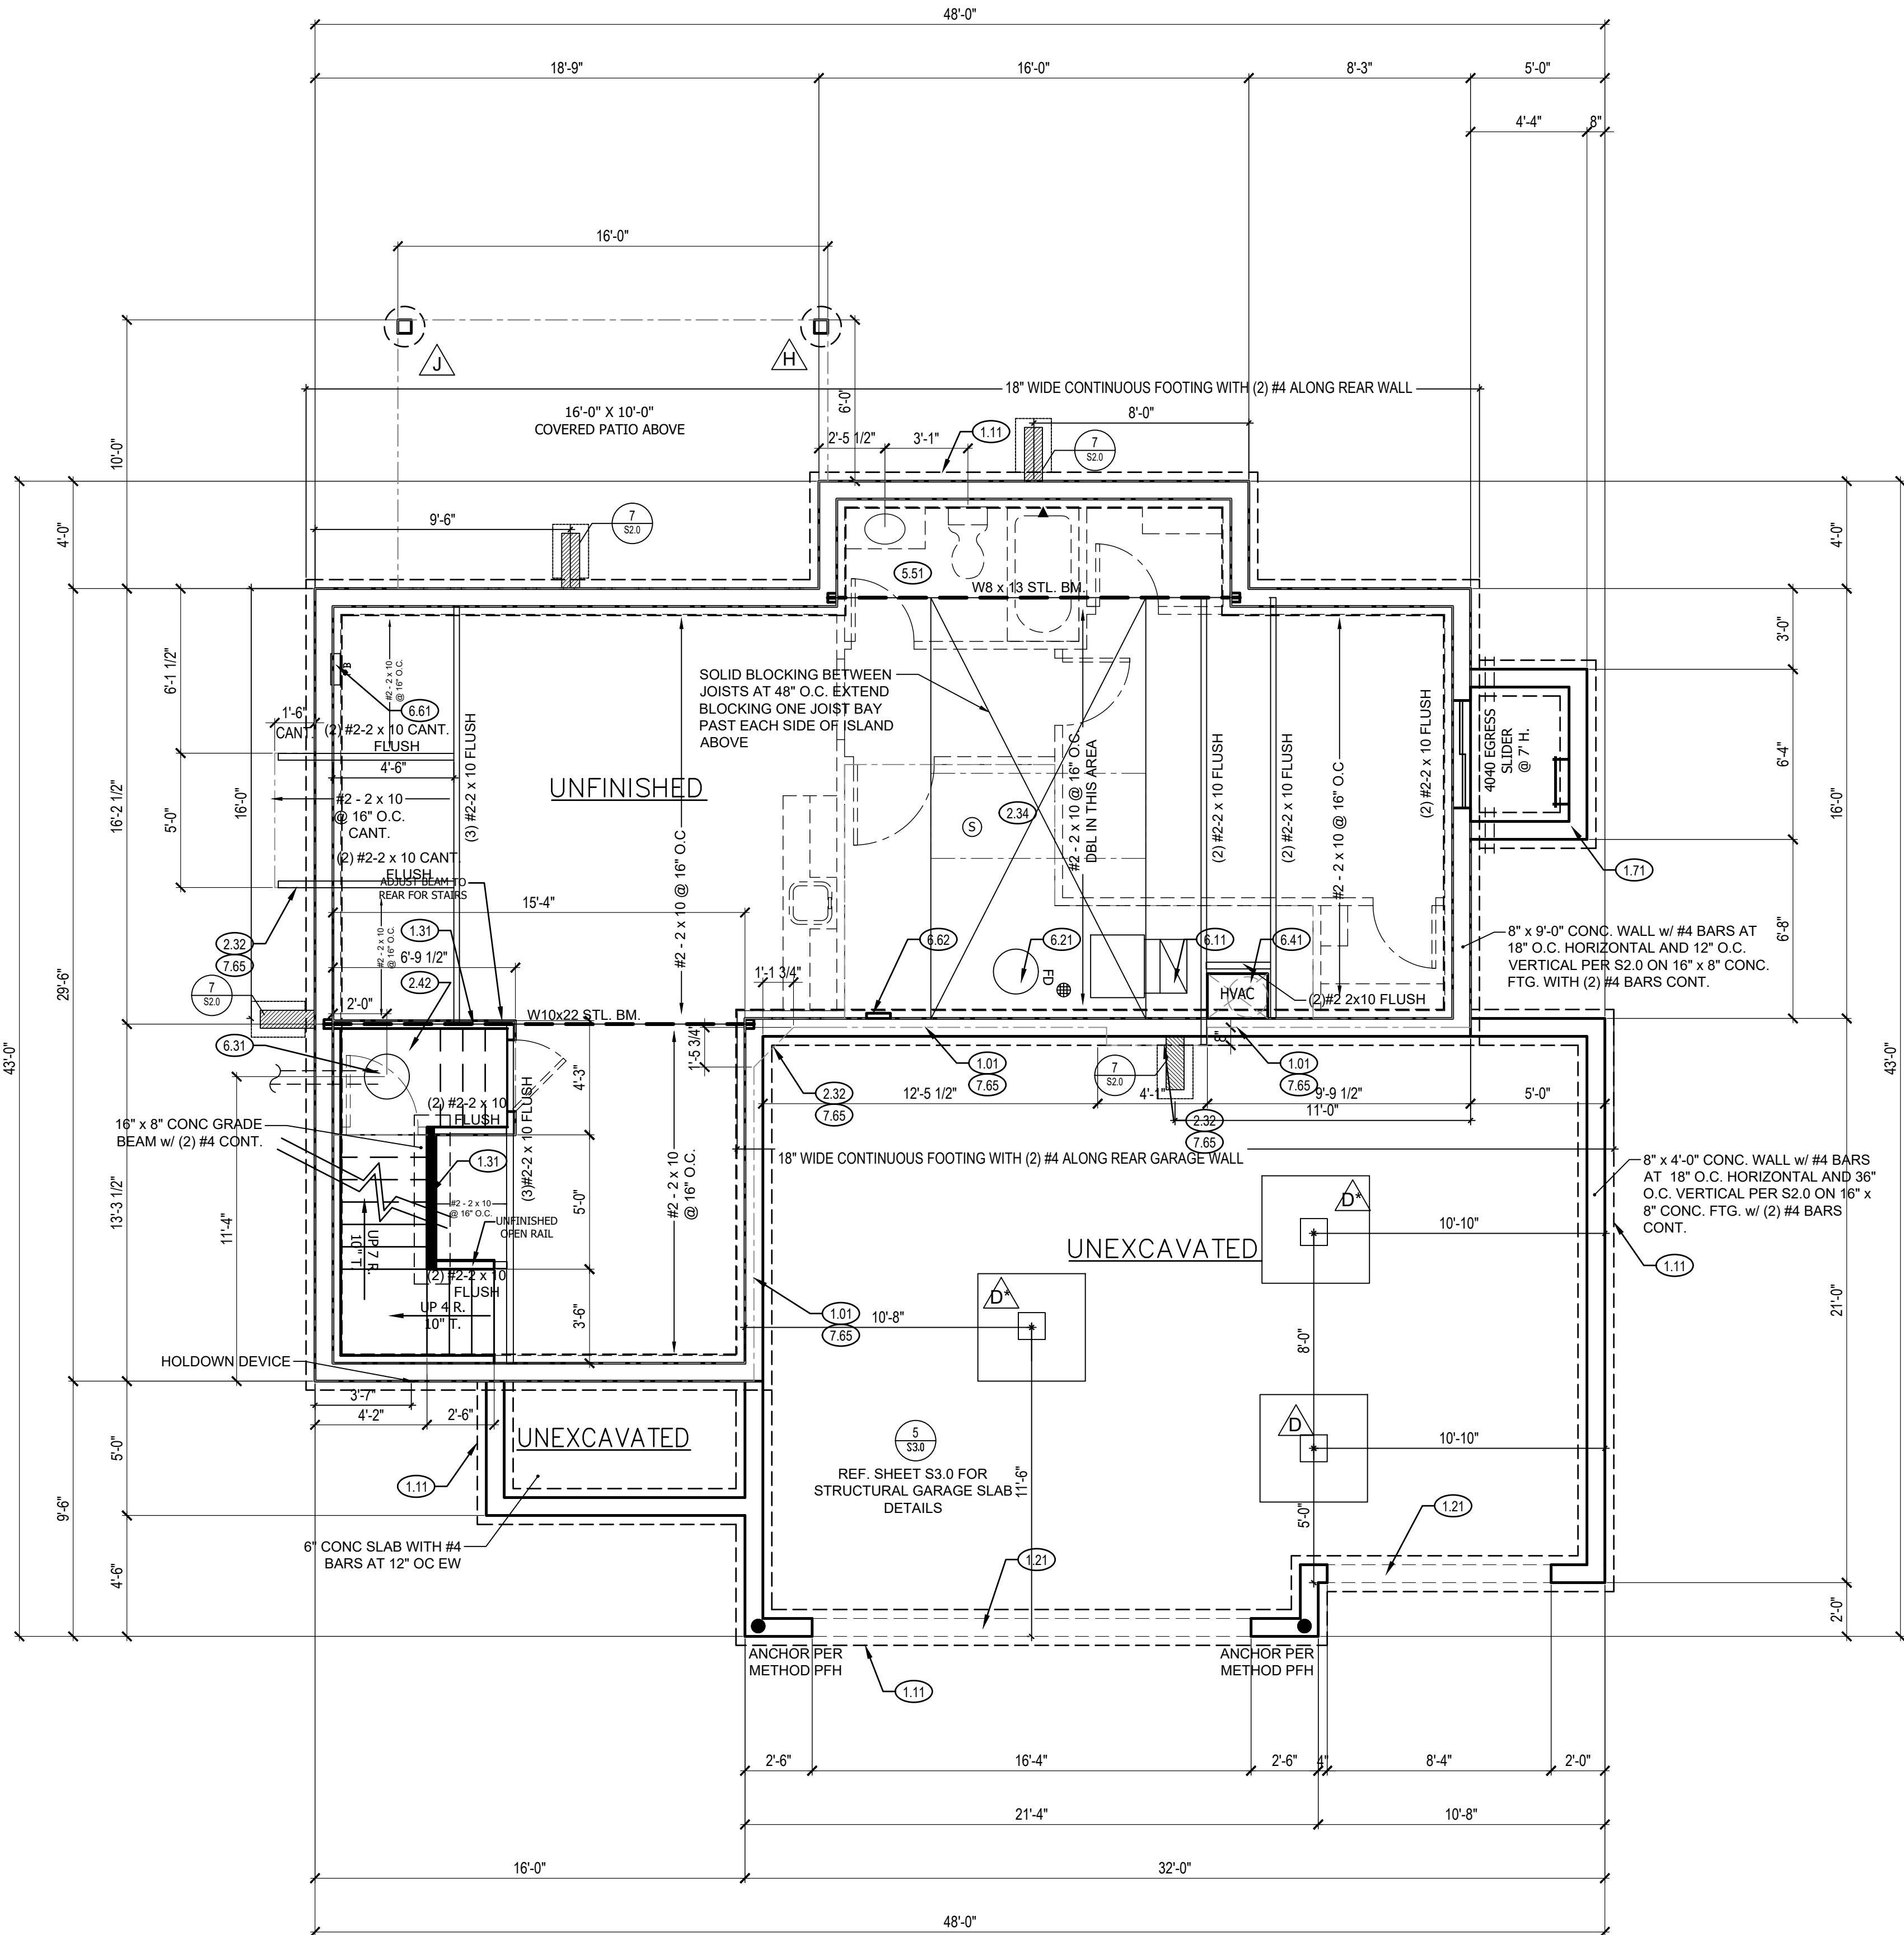 48'-0"
18'-9"
16'-0"
8'-3"
5'-0"
4'-4"
8"
16'-0"
J
H
18" WIDE CONTINUOUS FOOTING WITH (2) #4 ALONG REAR WALL
16'-0" X 10'-0"
COVERED PATIO ABOVE
6'-0"
8'-0"
2'-5 1/2"
3'-1"
1.11
7
S2.0
10'-0"
9'-6"
7
S2.0
4'-0"
4'-0"
5.51
W8 x 13 STL. BM.
3'-0"
6'-1 1/2"
#2 - 2 x 10
@ 16" O.C.
B
6.61
SOLID BLOCKING BETWEEN
JOISTS AT 48" O.C. EXTEND
BLOCKING ONE JOIST BAY
PAST EACH SIDE OF ISLAND
ABOVE
1'-6"
CANT.
(2) #2-2 x 10 CANT.
FLUSH
4'-6"
(3) #2-2 x 10 FLUSH
UNFINISHED
#2 - 2 x 10 @ 16" O.C
#2 - 2 x 10 @ 16" O.C.
DBL IN THIS AREA
(2) #2-2 x 10 FLUSH
(2) #2-2 x 10 FLUSH
#2 - 2 x 10 @ 16" O.C
(2) #2-2 x 10 FLUSH
4040 EGRESS
SLIDER
@ 7' H.
6'-4"
16'-0"
16'-2 1/2"
5'-0"
16'-0"
#2 - 2 x 10
@ 16" O.C.
CANT.
S
2.34
(2) #2-2 x 10 CANT.
FLUSH
ADJUST BEAM TO
REAR FOR STAIRS
1.71
15'-4"
2.32
7.65
#2 - 2 x 10
@ 16" O.C.
1.31
6'-9 1/2"
6.62
6.21
6.11
6.41
6'-8"
8" x 9'-0" CONC. WALL w/ #4 BARS AT
18" O.C. HORIZONTAL AND 12" O.C.
VERTICAL PER S2.0 ON 16" x 8" CONC.
FTG. WITH (2) #4 BARS CONT.
29'-6"
7
S2.0
2.42
2'-0"
1'-1 3/4"
FD
HVAC
(2)#2 2x10 FLUSH
W10x22 STL. BM.
43'-0"
43'-0"
6.31
1'-5 3/4"
1.01
7.65
7
S2.0
8"
1.01
7.65
2.32
7.65
12'-5 1/2"
4'-1"
9'-9 1/2"
5'-0"
11'-0"
2.32
7.65
4'-3"
(2) #2-2 x 10
FLUSH
(3)#2-2 x 10 FLUSH
16" x 8" CONC GRADE
BEAM w/ (2) #4 CONT.
1.31
18" WIDE CONTINUOUS FOOTING WITH (2) #4 ALONG REAR GARAGE WALL
8" x 4'-0" CONC. WALL w/ #4 BARS
AT 18" O.C. HORIZONTAL AND 36"
O.C. VERTICAL PER S2.0 ON 16" x
8" CONC. FTG. w/ (2) #4 BARS
CONT.
13'-3 1/2"
11'-4"
#2 - 2 x 10
@ 16" O.C.
5'-0"
#2 - 2 x 10
@ 16" O.C.
UNFINISHED
OPEN RAIL
UP 7 R.
10" T.
D*
10'-10"
UNEXCAVATED
1.11
(2) #2-2 x 10
FLUSH
UP 4 R.
10" T.
3'-6"
D*
1.01
7.65
10'-8"
8'-0"
21'-0"
HOLDOWN DEVICE
3'-7"
4'-2"
2'-6"
UNEXCAVATED
D
10'-10"
5
S3.0
REF. SHEET S3.0 FOR
STRUCTURAL GARAGE SLAB
DETAILS
11'-6"
5'-0"
9'-6"
1.11
5'-0"
1.21
6" CONC SLAB WITH #4
BARS AT 12" OC EW
1.21
4'-6"
2'-0"
ANCHOR PER
METHOD PFH
ANCHOR PER
METHOD PFH
1.11
2'-6"
16'-4"
2'-6"
4"
8'-4"
2'-0"
21'-4"
10'-8"
16'-0"
32'-0"
48'-0"